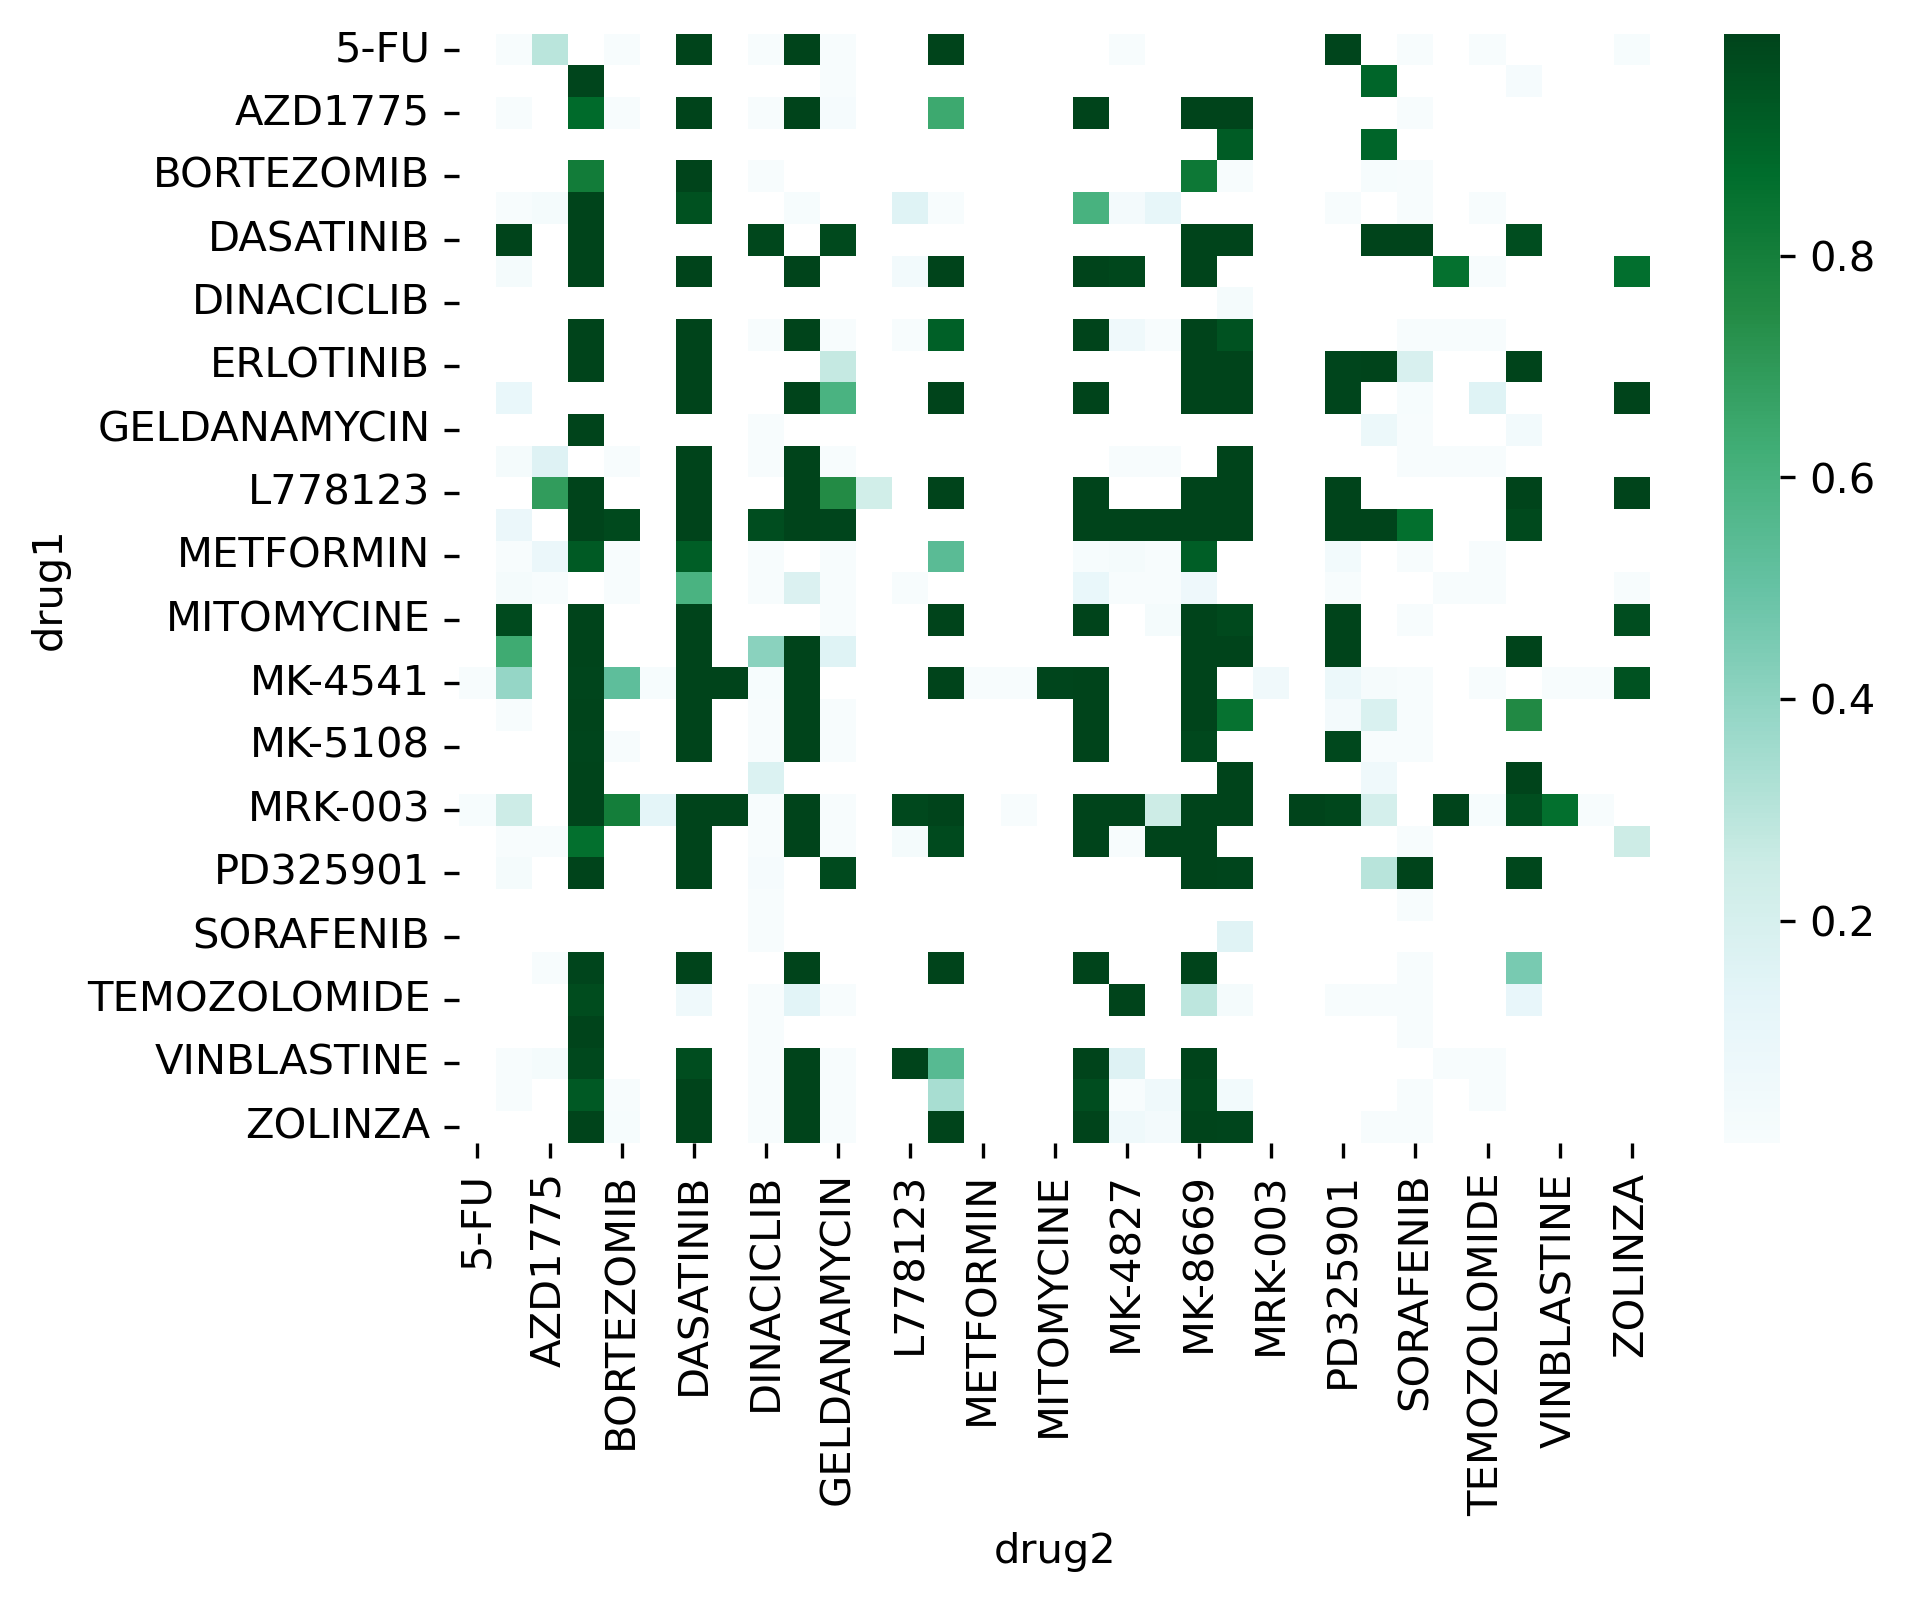 drug1
5-FU
AZD1775
BORTEZOMIB
DASATINIB
DINACICLIB
ERLOTINIB
GELDANAMYCIN
L778123
METFORMIN
MITOMYCINE
MK-4541
MK-5108
MRK-003
PD325901
SORAFENIB
TEMOZOLOMIDE
VINBLASTINE
ZOLINZA
5-FU
AZD1775
BORTEZOMIB
DASATINIB
DINACICLIB
GELDANAMYCIN
L778123
METFORMIN
MITOMYCINE
MK-4827
MK-8669
MRK-003
PD325901
SORAFENIB
TEMOZOLOMIDE
VINBLASTINE
ZOLINZA
drug2
0.8
0.6
0.4
0.2